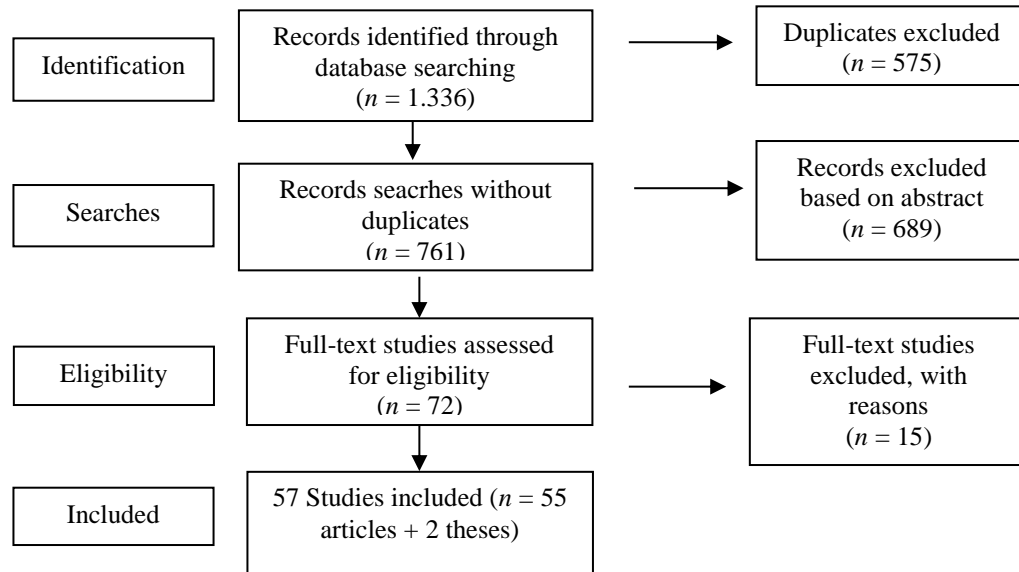 Identification
Records identified through
database searching
(n = 1.336)
Duplicates excluded
(n = 575)
Searches
Records seacrhes without
duplicates
(n = 761)
Records excluded
based on abstract
(n = 689)
Eligibility
Full-text studies assessed
for eligibility
(n = 72)
Full-text studies
excluded, with
reasons
(n = 15)
Included
57 Studies included (n = 55
articles + 2 theses)